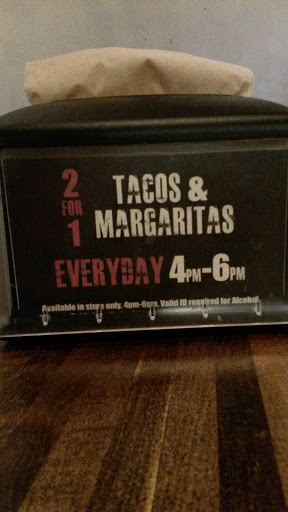 2 FOR 1
TACOS &
MARGARITAS
EVERYDAY 4PM-6PM
Available in store only. 4pm-6pm. Valid ID required for Alcohol.